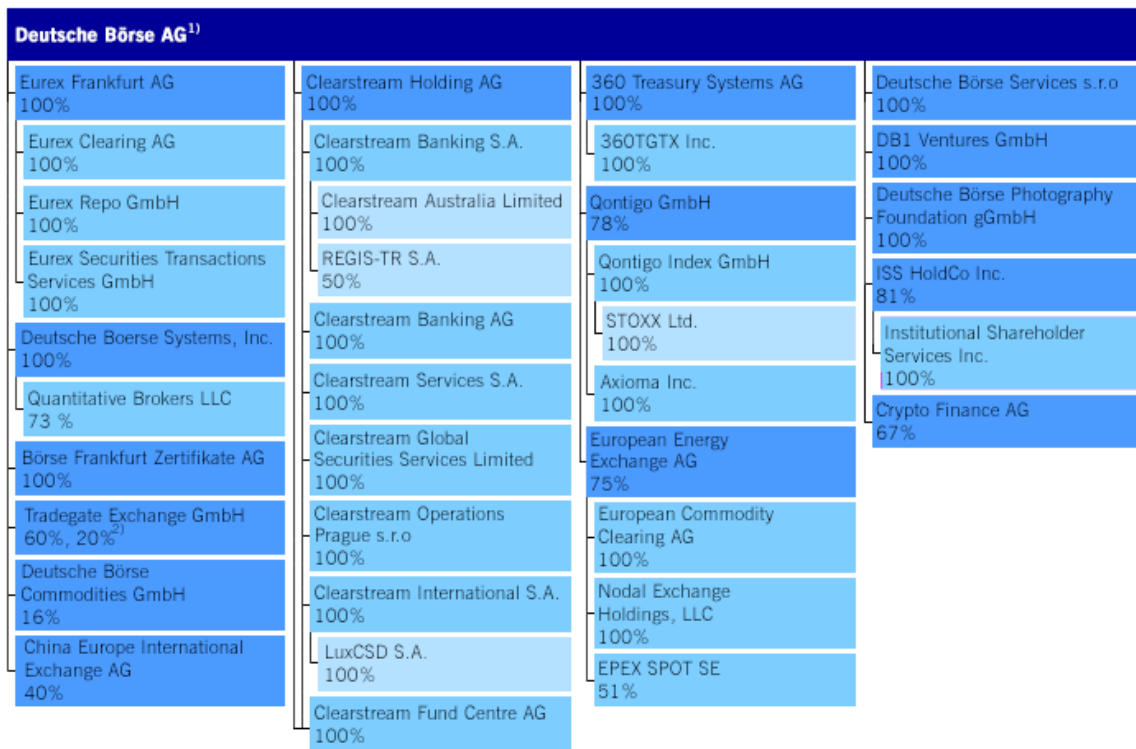 Deutsche Börse AG1)
Eurex Frankfurt AG
100%
Eurex Clearing AG
100%
Eurex Repo GmbH
100%
Eurex Securities Transactions
Services GmbH
100%
Deutsche Boerse Systems, Inc.
100%
Quantitative Brokers LLC
73 %
Börse Frankfurt Zertifikate AG
100%
Tradegate Exchange GmbH
60%, 20%2)
Deutsche Börse
Commodities GmbH
16%
China Europe International
Exchange AG
40%
Clearstream Holding AG
100%
Clearstream Banking S.A.
100%
Clearstream Australia Limited
100%
REGIS-TR S.A.
50%
Clearstream Banking AG
100%
Clearstream Services S.A.
100%
Clearstream Global
Securities Services Limited
100%
Clearstream Operations
Prague s.r.o
100%
Clearstream International S.A.
100%
LuxCSD S.A.
100%
Clearstream Fund Centre AG
100%
360 Treasury Systems AG
100%
360TGTX Inc.
100%
Qontigo GmbH
78%
Qontigo Index GmbH
100%
STOXX Ltd.
100%
Axioma Inc.
100%
European Energy
Exchange AG
75%
European Commodity
Clearing AG
100%
Nodal Exchange
Holdings, LLC
100%
EPEX SPOT SE
51%
Deutsche Börse Services s.r.o
100%
DB1 Ventures GmbH
100%
Deutsche Börse Photography
Foundation gGmbH
100%
ISS HoldCo Inc.
81%
Institutional Shareholder
Services Inc.
100%
Crypto Finance AG
67%